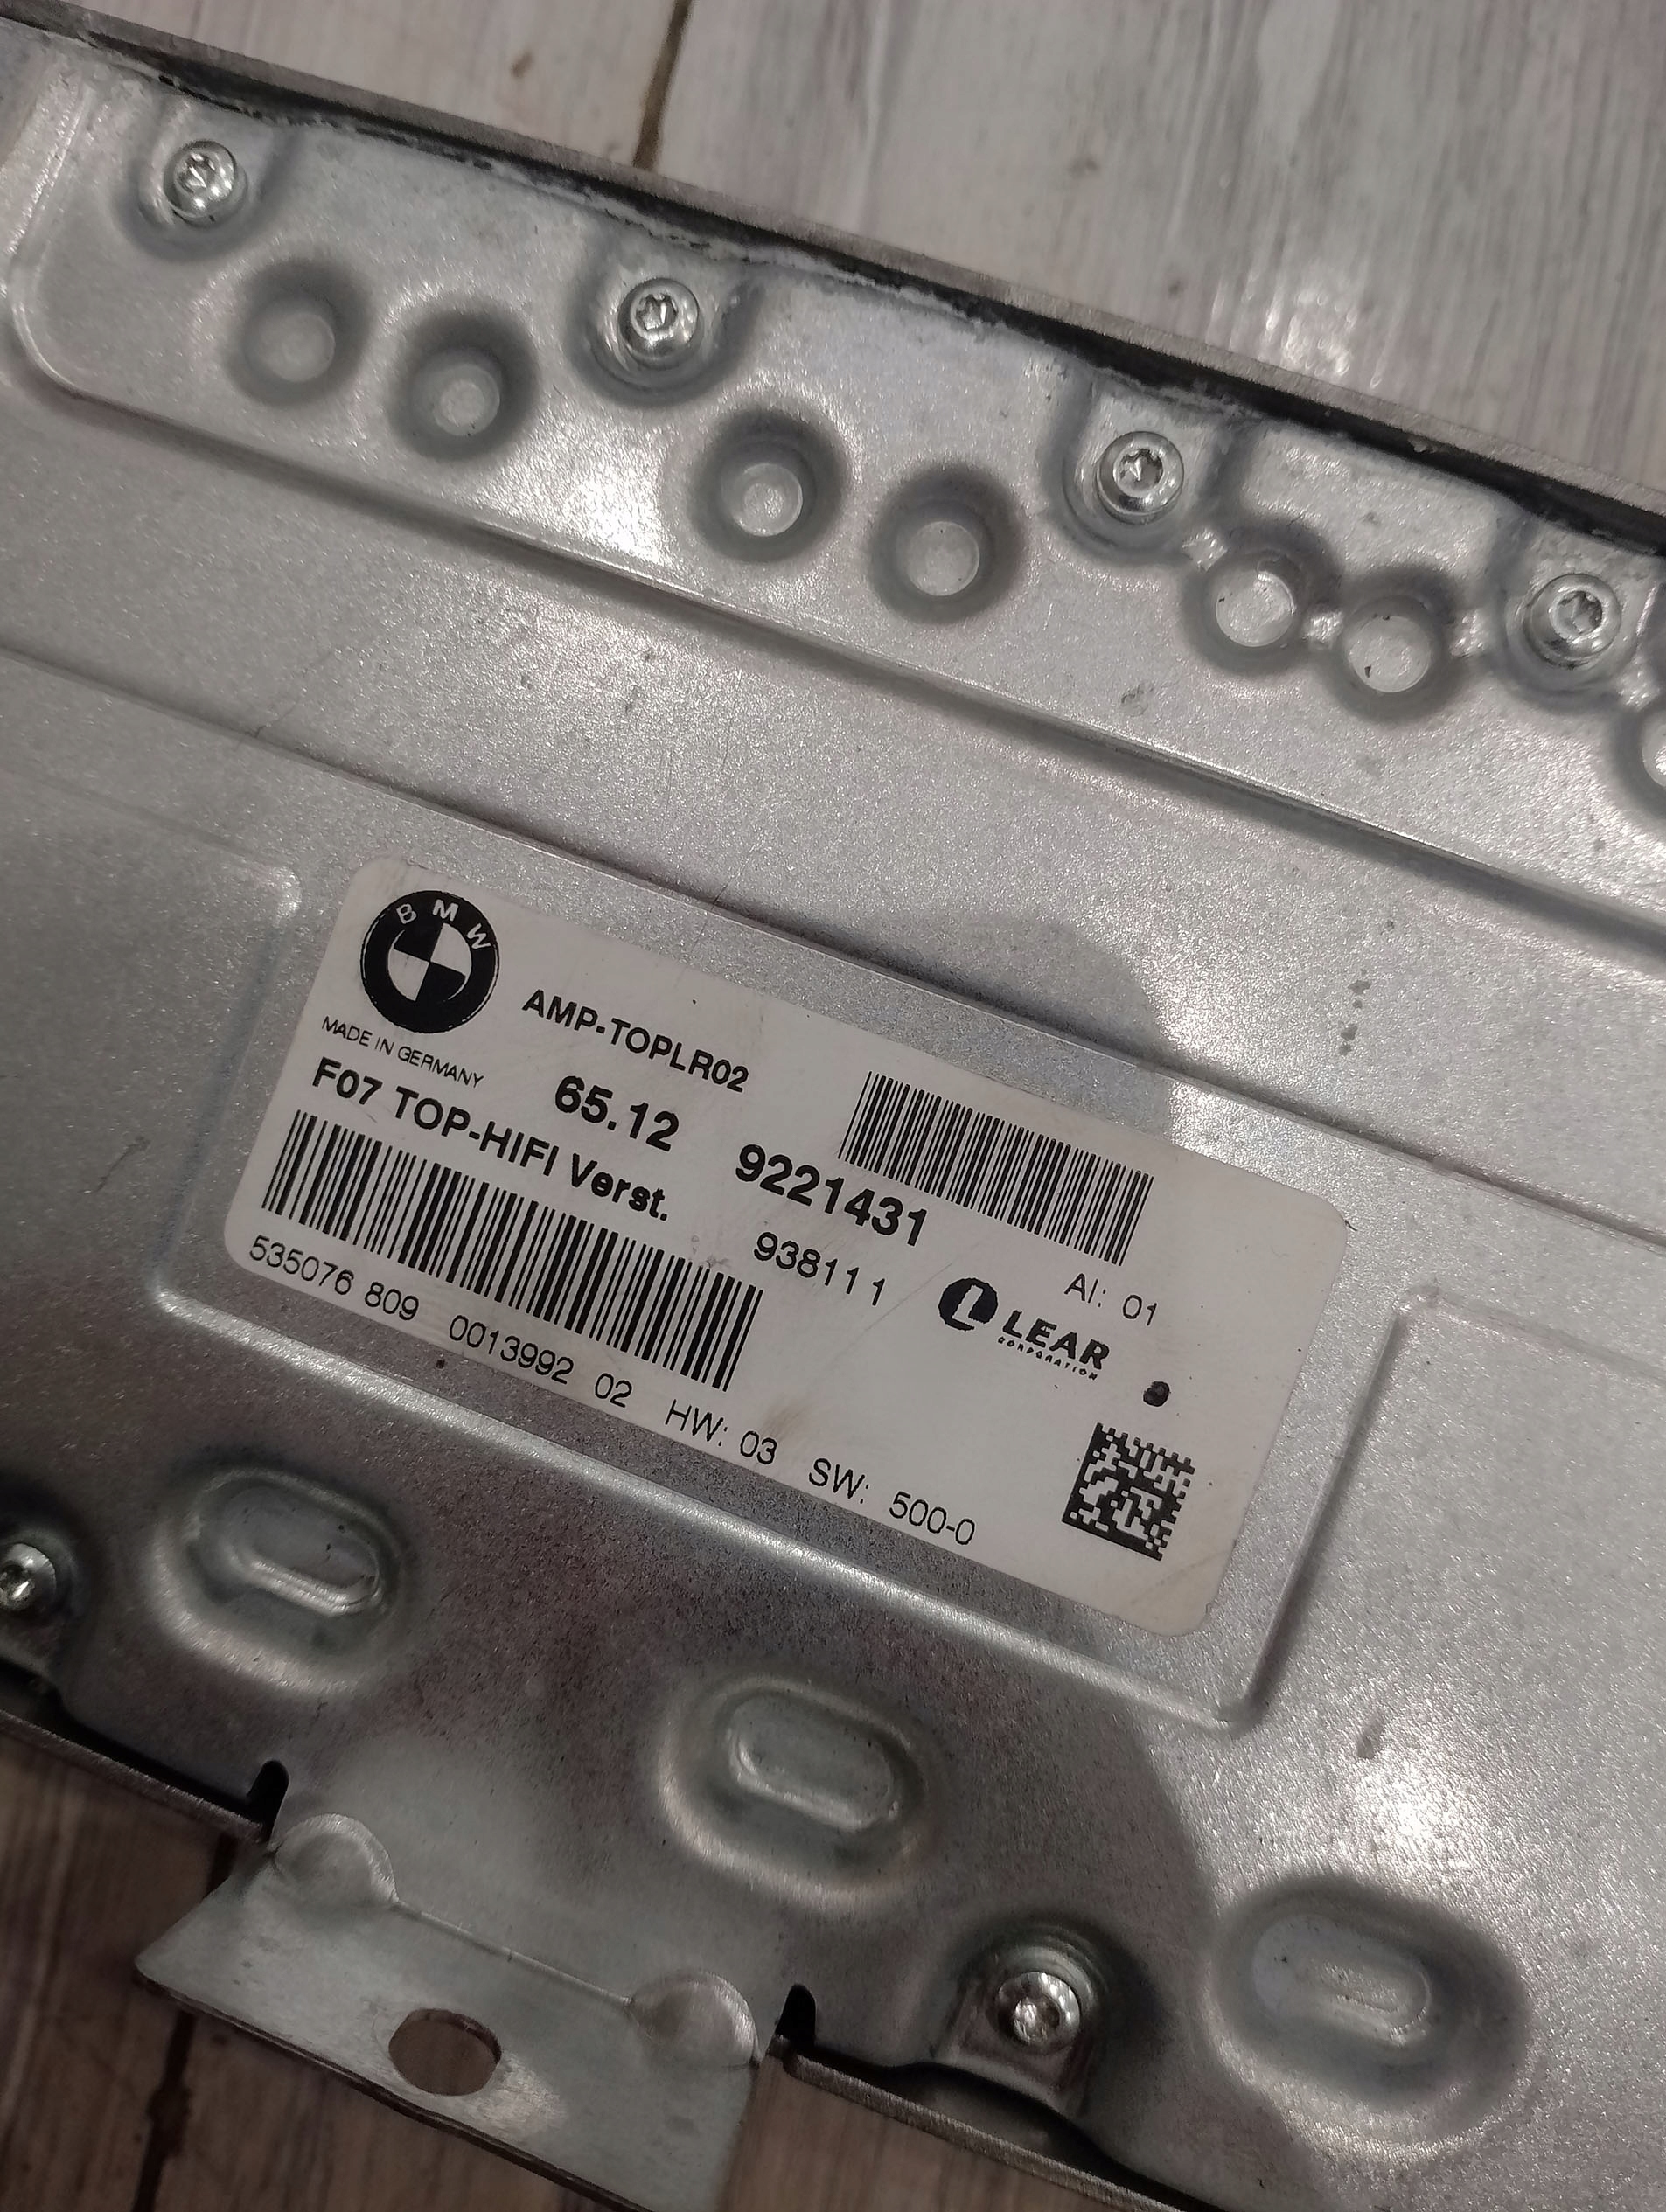 BMW
AMP-TOPLR02
MADE IN GERMANY
65.12 9221431
F07 TOP-HIFI Verst.
938111
AI: 01
LEAR
CORPORATION
9
535076 809 0013992 02 HW: 03 SW: 500-0